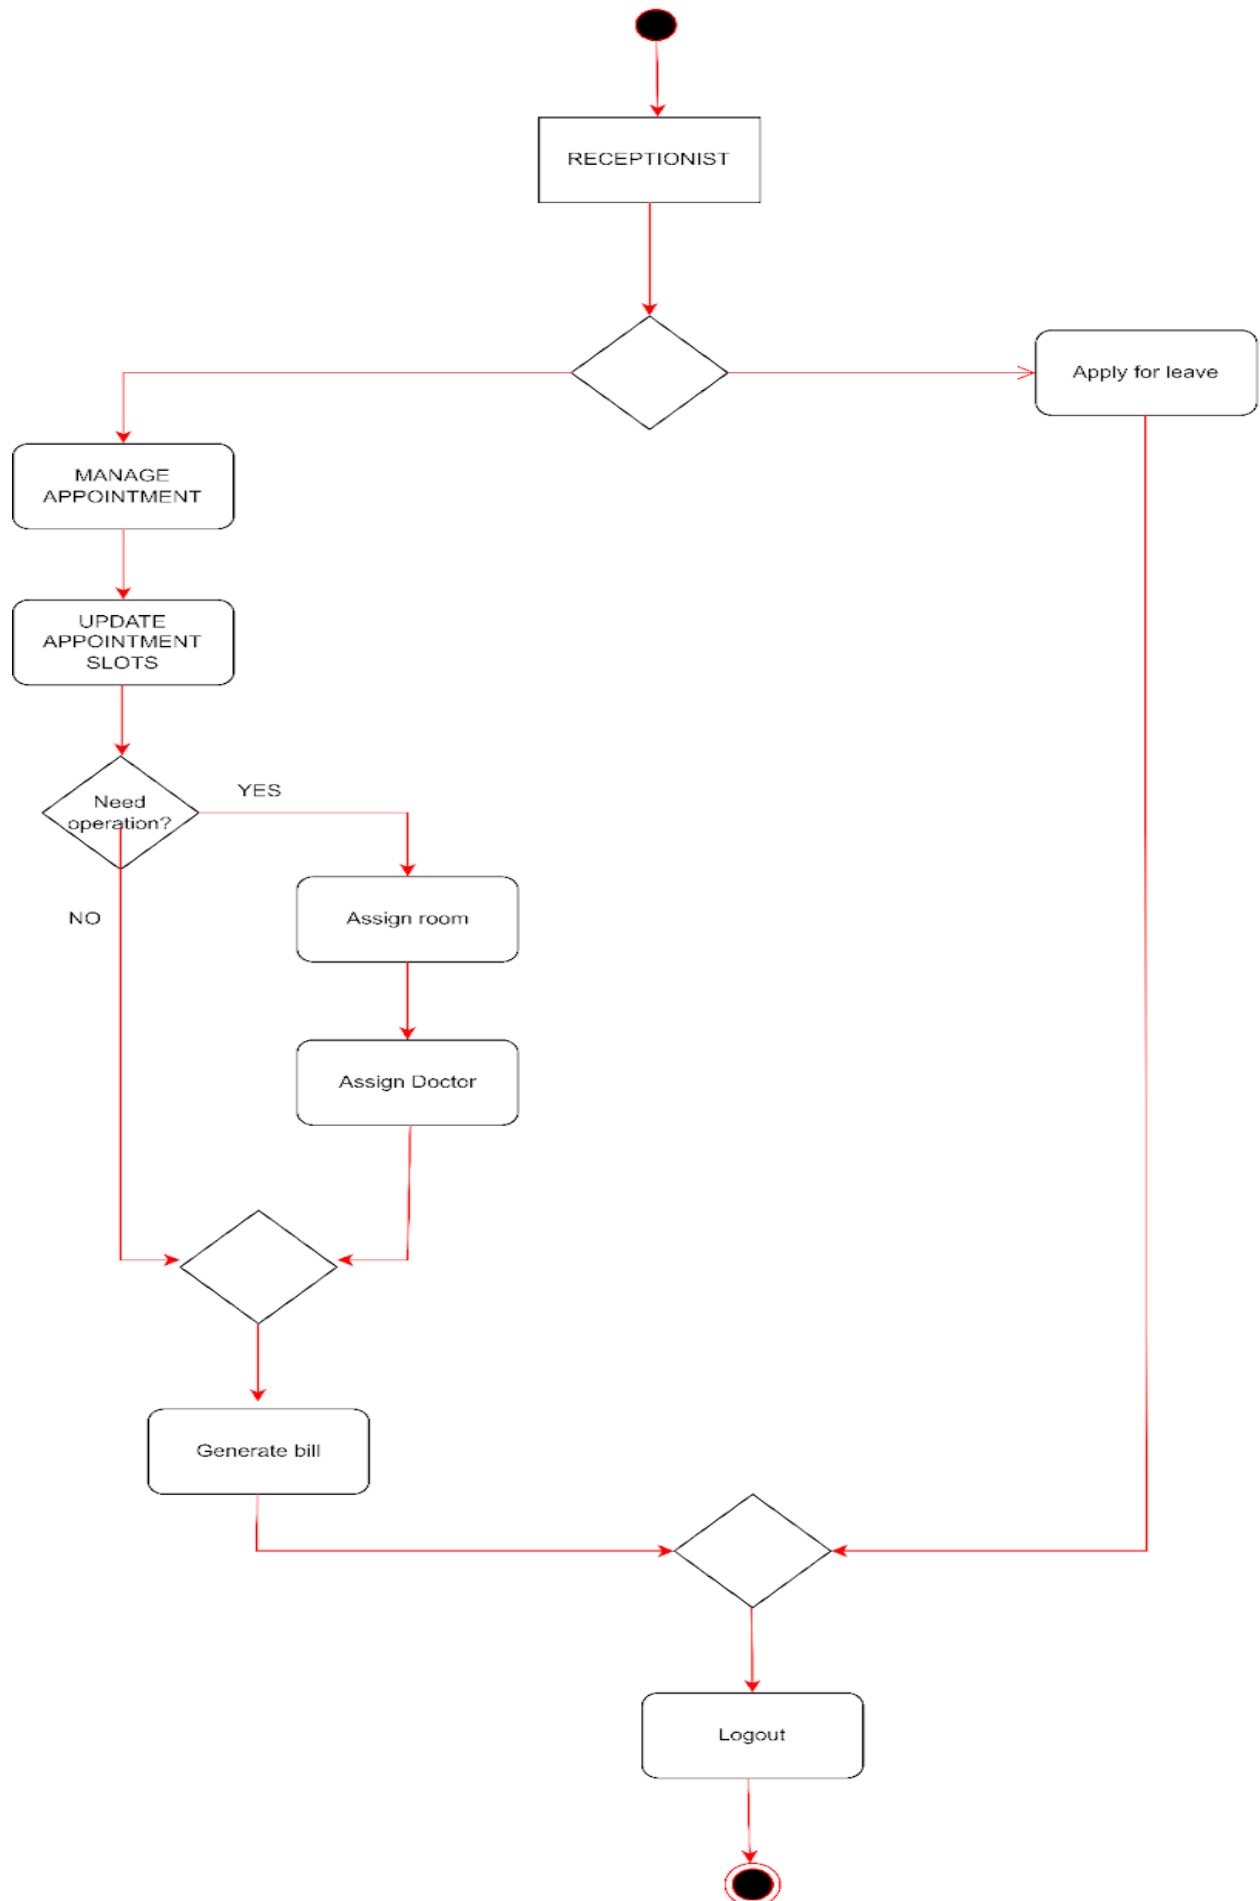 RECEPTIONIST
Apply for leave
MANAGE
APPOINTMENT
UPDATE
APPOINTMENT
SLOTS
Need
operation?
YES
NO
Assign room
Assign Doctor
Generate bill
Logout